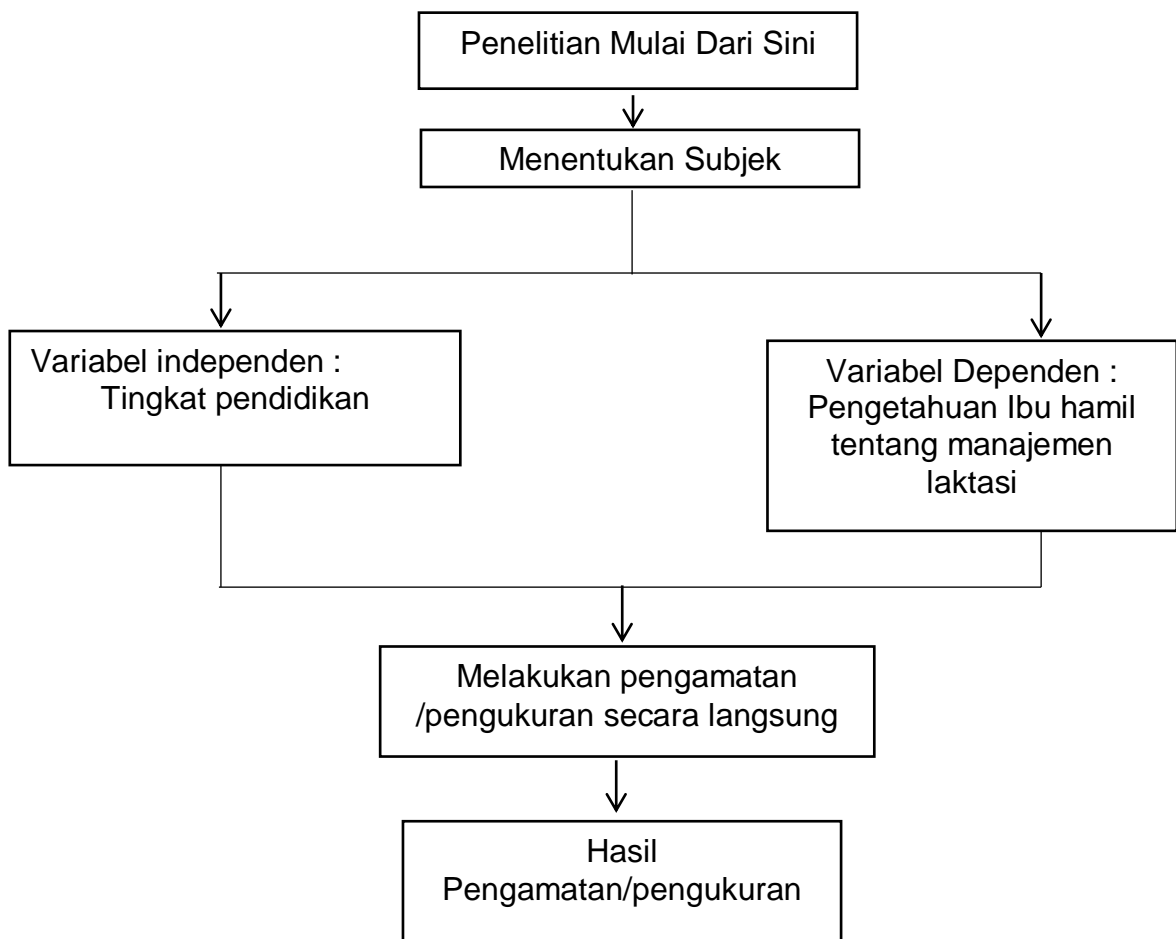 Penelitian Mulai Dari Sini
Menentukan Subjek
Variabel independen :
Tingkat pendidikan
Variabel Dependen :
Pengetahuan Ibu hamil
tentang manajemen
laktasi
Melakukan pengamatan
/pengukuran secara langsung
Hasil
Pengamatan/pengukuran